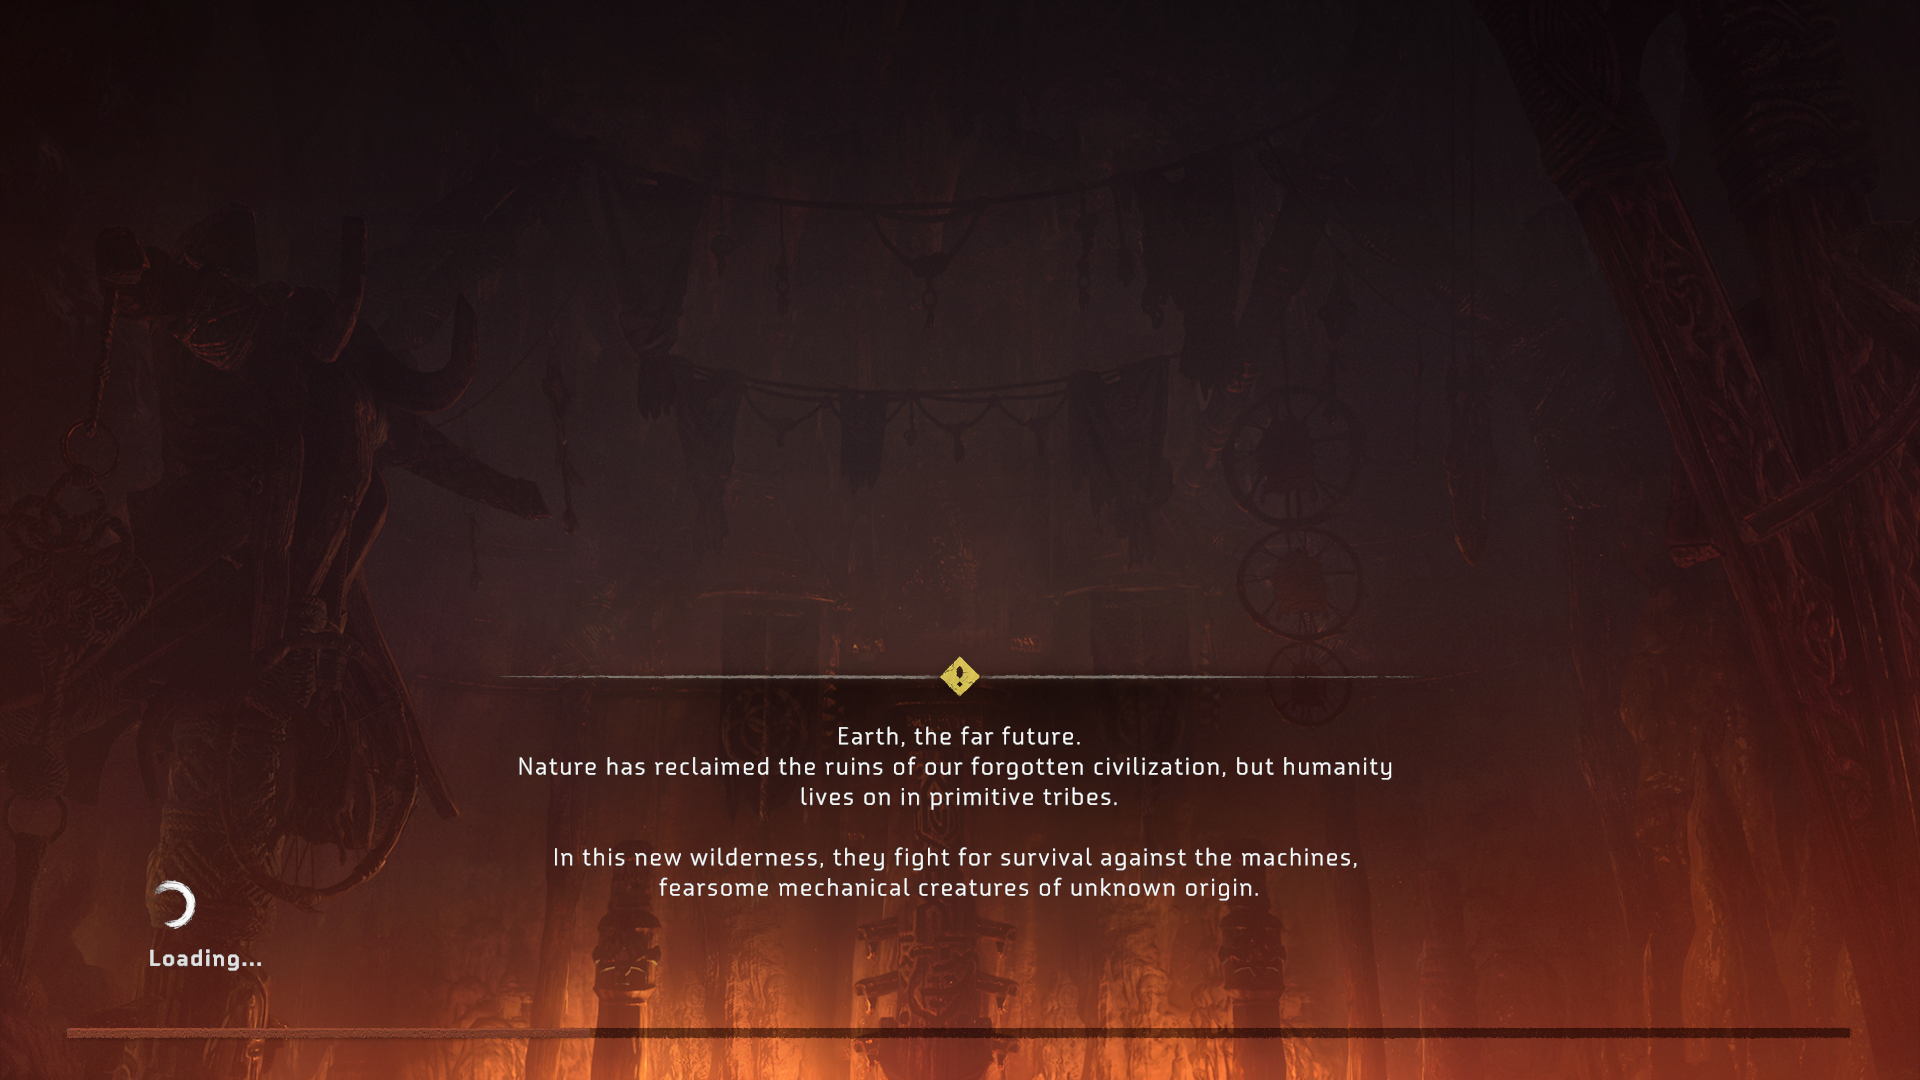 Earth, the far future.
Nature has reclaimed the ruins of our forgotten civilization, but humanity
lives on in primitive tribes.
In this new wilderness, they fight for survival against the machines,
fearsome mechanical creatures of unknown origin.
Loading...